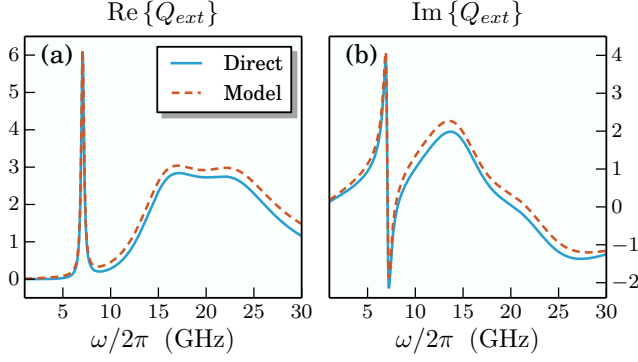 Re {Q_ext} Im {Q_ext}
(a) (b)
Direct
Model
6
5
4
3
2
1
0
4
3
2
1
0
−1
−2
5 10 15 20 25 30 5 10 15 20 25 30
ω/2π (GHz) ω/2π (GHz)